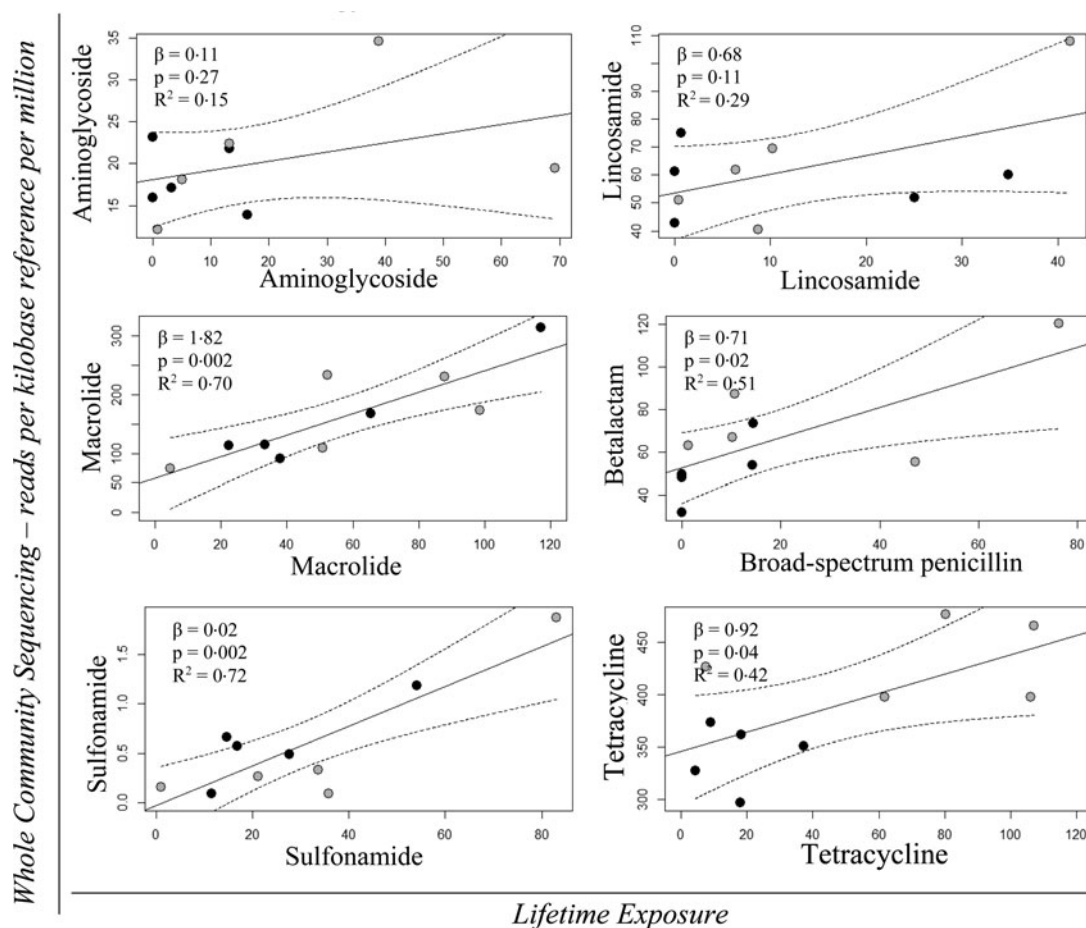 Whole Community Sequencing – reads per kilobase reference per million
Aminoglycoside
35
30
25
20
15
β = 0·11
p = 0·27
R² = 0·15
0 10 20 30 40 50 60 70
Aminoglycoside
Lincosamide
110
90
80
70
60
50
40
β = 0·68
p = 0·11
R² = 0·29
0 10 20 30 40
Lincosamide
Macrolide
300
200
100
50
0
β = 1·82
p = 0·002
R² = 0·70
0 20 40 60 80 100 120
Macrolide
Betalactam
120
100
80
60
40
β = 0·71
p = 0·02
R² = 0·51
0 20 40 60 80
Broad-spectrum penicillin
Sulfonamide
1.5
1.0
0.5
0.0
β = 0·02
p = 0·002
R² = 0·72
0 20 40 60 80
Sulfonamide
Tetracycline
450
400
350
300
β = 0·92
p = 0·04
R² = 0·42
0 20 40 60 80 100 120
Tetracycline
Lifetime Exposure